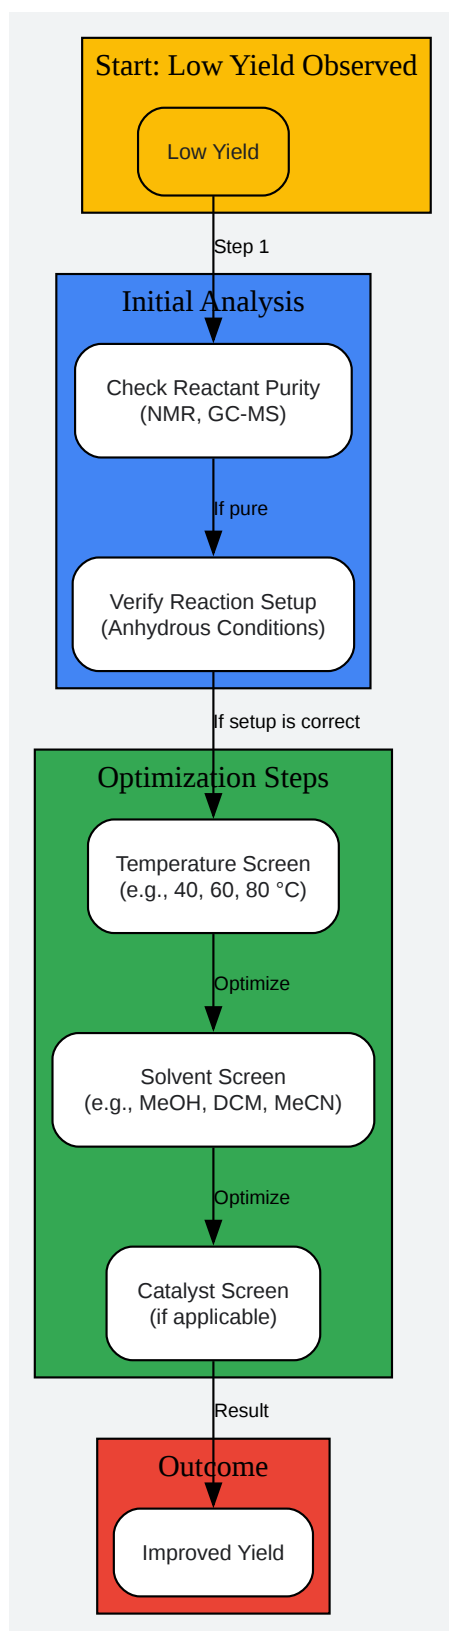 Start: Low Yield Observed
Low Yield
Step 1
Initial Analysis
Check Reactant Purity
(NMR, GC-MS)
If pure
Verify Reaction Setup
(Anhydrous Conditions)
If setup is correct
Optimization Steps
Temperature Screen
(e.g., 40, 60, 80 °C)
Optimize
Solvent Screen
(e.g., MeOH, DCM, MeCN)
Optimize
Catalyst Screen
(if applicable)
Result
Outcome
Improved Yield